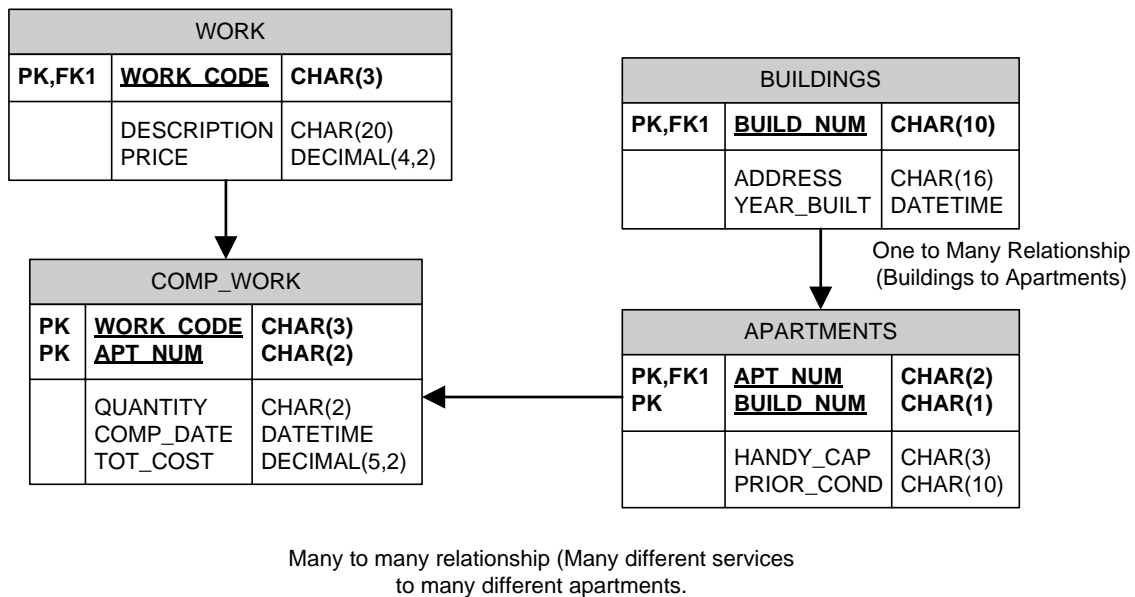 WORK
PK,FK1 WORK_CODE CHAR(3)
DESCRIPTION CHAR(20)
PRICE DECIMAL(4,2)
BUILDINGS
PK,FK1 BUILD_NUM CHAR(10)
ADDRESS CHAR(16)
YEAR_BUILT DATETIME
One to Many Relationship
(Buildings to Apartments)
COMP_WORK
PK WORK_CODE CHAR(3)
PK APT_NUM CHAR(2)
QUANTITY CHAR(2)
COMP_DATE DATETIME
TOT_COST DECIMAL(5,2)
APARTMENTS
PK,FK1 APT_NUM CHAR(2)
PK BUILD_NUM CHAR(1)
HANDY_CAP CHAR(3)
PRIOR_COND CHAR(10)
Many to many relationship (Many different services
to many different apartments.